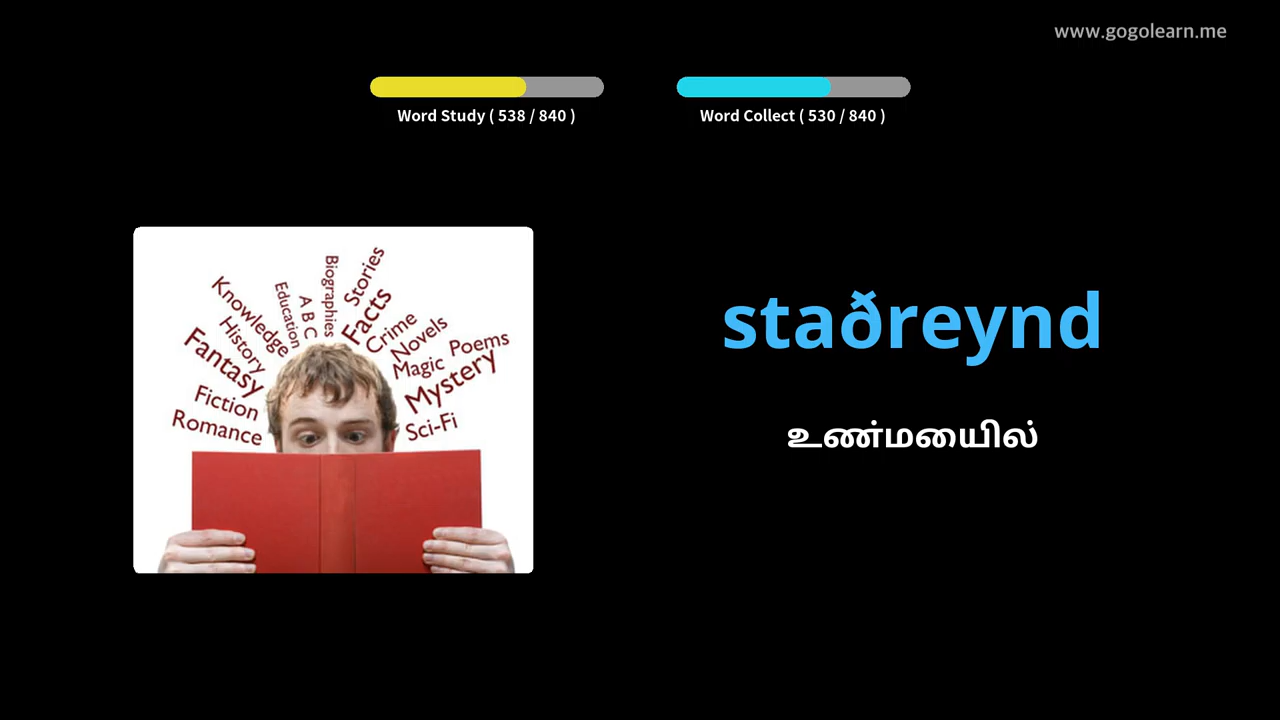 www.gogolearn.me
Word Study ( 538 / 840 )
Word Collect ( 530 / 840 )
Knowledge
History
Education
A B C
Biographies
Stories
Facts
Crime
Novels
Magic
Poems
Mystery
Fantasy
Fiction
Romance
Sci-Fi
staðreynd
உண்மையில்